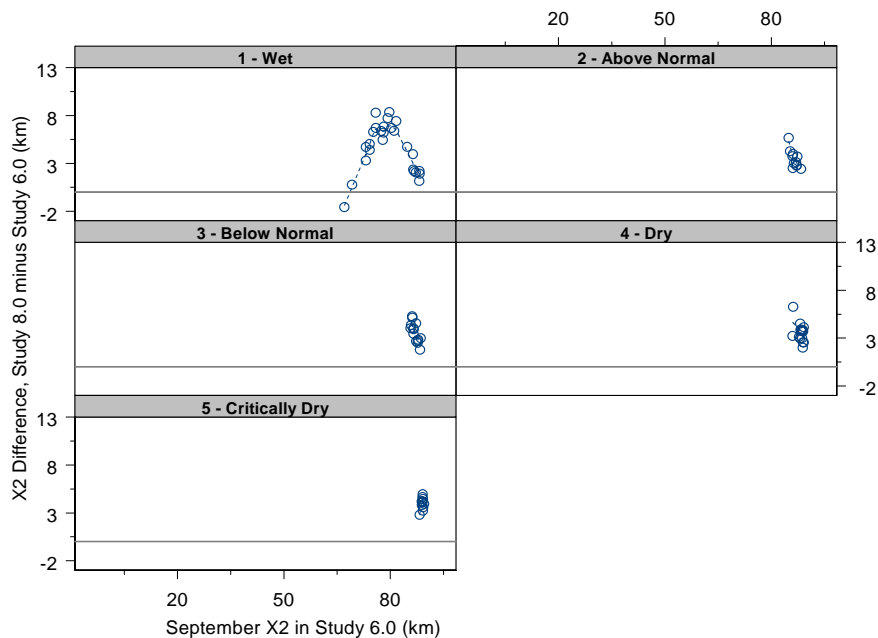 20 50 80
1 - Wet 2 - Above Normal
13
8
3
-2
3 - Below Normal 4 - Dry
13
8
3
-2
5 - Critically Dry
13
8
3
-2
20 50 80
September X2 in Study 6.0 (km)
X2 Difference, Study 8.0 minus Study 6.0 (km)